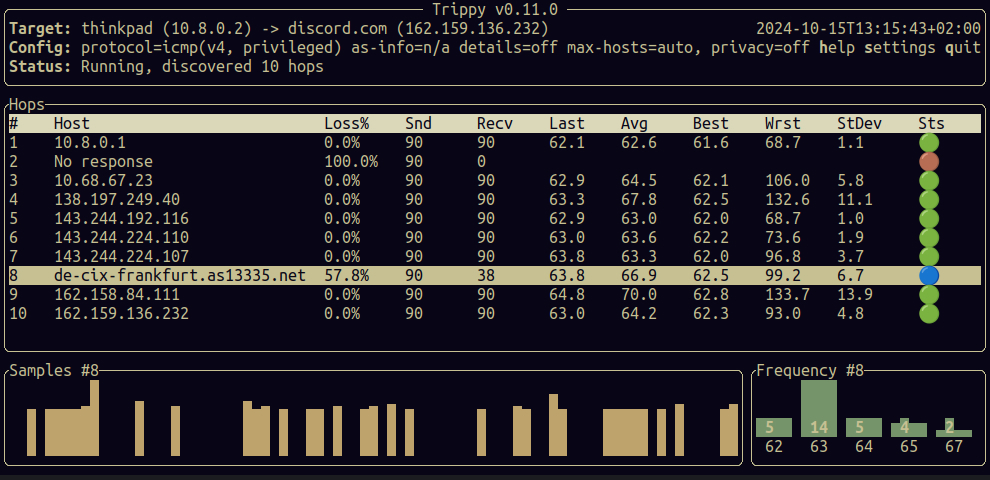 Trippy v0.11.0
Target: thinkpad (10.8.0.2) -> discord.com (162.159.136.232) 2024-10-15T13:15:43+02:00
Config: protocol=icmp(v4, privileged) as-info=n/a details=off max-hosts=auto, privacy=off help settings quit
Status: Running, discovered 10 hops
Hops
# Host Loss% Snd Recv Last Avg Best Wrst StDev Sts
1 10.8.0.1 0.0% 90 90 62.1 62.6 61.6 68.7 1.1
2 No response 100.0% 90 0
3 10.68.67.23 0.0% 90 90 62.9 64.5 62.1 106.0 5.8
4 138.197.249.40 0.0% 90 90 63.3 67.8 62.5 132.6 11.1
5 143.244.192.116 0.0% 90 90 62.9 63.0 62.0 68.7 1.0
6 143.244.224.110 0.0% 90 90 63.0 63.6 62.2 73.6 1.9
7 143.244.224.107 0.0% 90 90 63.8 63.3 62.0 96.8 3.7
8 de-cix-frankfurt.as13335.net 57.8% 90 38 63.8 66.9 62.5 99.2 6.7
9 162.158.84.111 0.0% 90 90 64.8 70.0 62.8 133.7 13.9
10 162.159.136.232 0.0% 90 90 63.0 64.2 62.3 93.0 4.8
Samples #8
Frequency #8
5 14 5 4 2
62 63 64 65 67